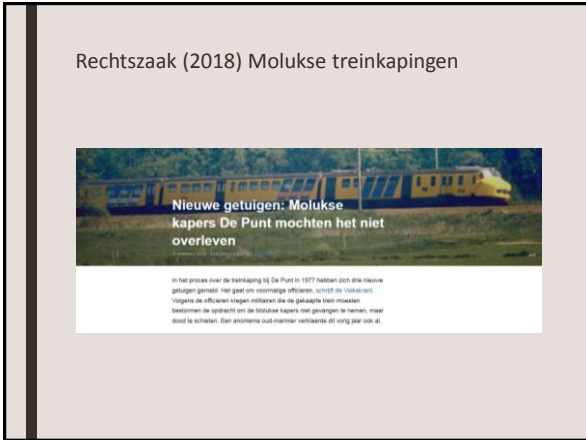 Rechtszaak (2018) Molukse treinkapingen
Nieuwe getuigen: Molukse
kapers De Punt mochten het niet
overleven
In het proces over de treinkaping bij De Punt in 1977 hebben zich drie nieuwe
getuigen gemeld. Het gaat om voormalige officieren, schrijft de Volkskrant.
Volgens de officieren kregen militairen die de gekaapte trein moesten
bestormen de opdracht om de Molukse kapers niet gevangen te nemen, maar
dood te schieten. Een anonieme oud-marinier verklaarde dit vorig jaar ook al.